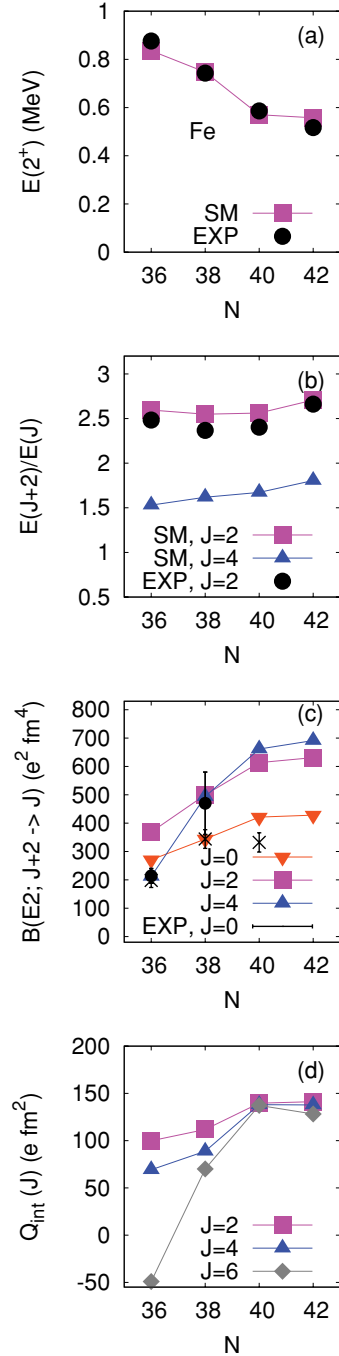 1
(a)
0.8
0.6
Fe
0.4
0.2
SM
EXP
0
36 38 40 42
N
E(2⁺) (MeV)
3
(b)
2.5
2
1.5
1
SM, J=2
SM, J=4
EXP, J=2
0.5
36 38 40 42
N
E(J+2)/E(J)
800
(c)
700
600
500
400
300
200
100
0
J=0
J=2
J=4
EXP, J=0
36 38 40 42
N
B(E2; J+2 -> J) (e² fm⁴)
200
(d)
150
100
50
0
-50
J=2
J=4
J=6
36 38 40 42
N
Q_int (J) (e fm²)